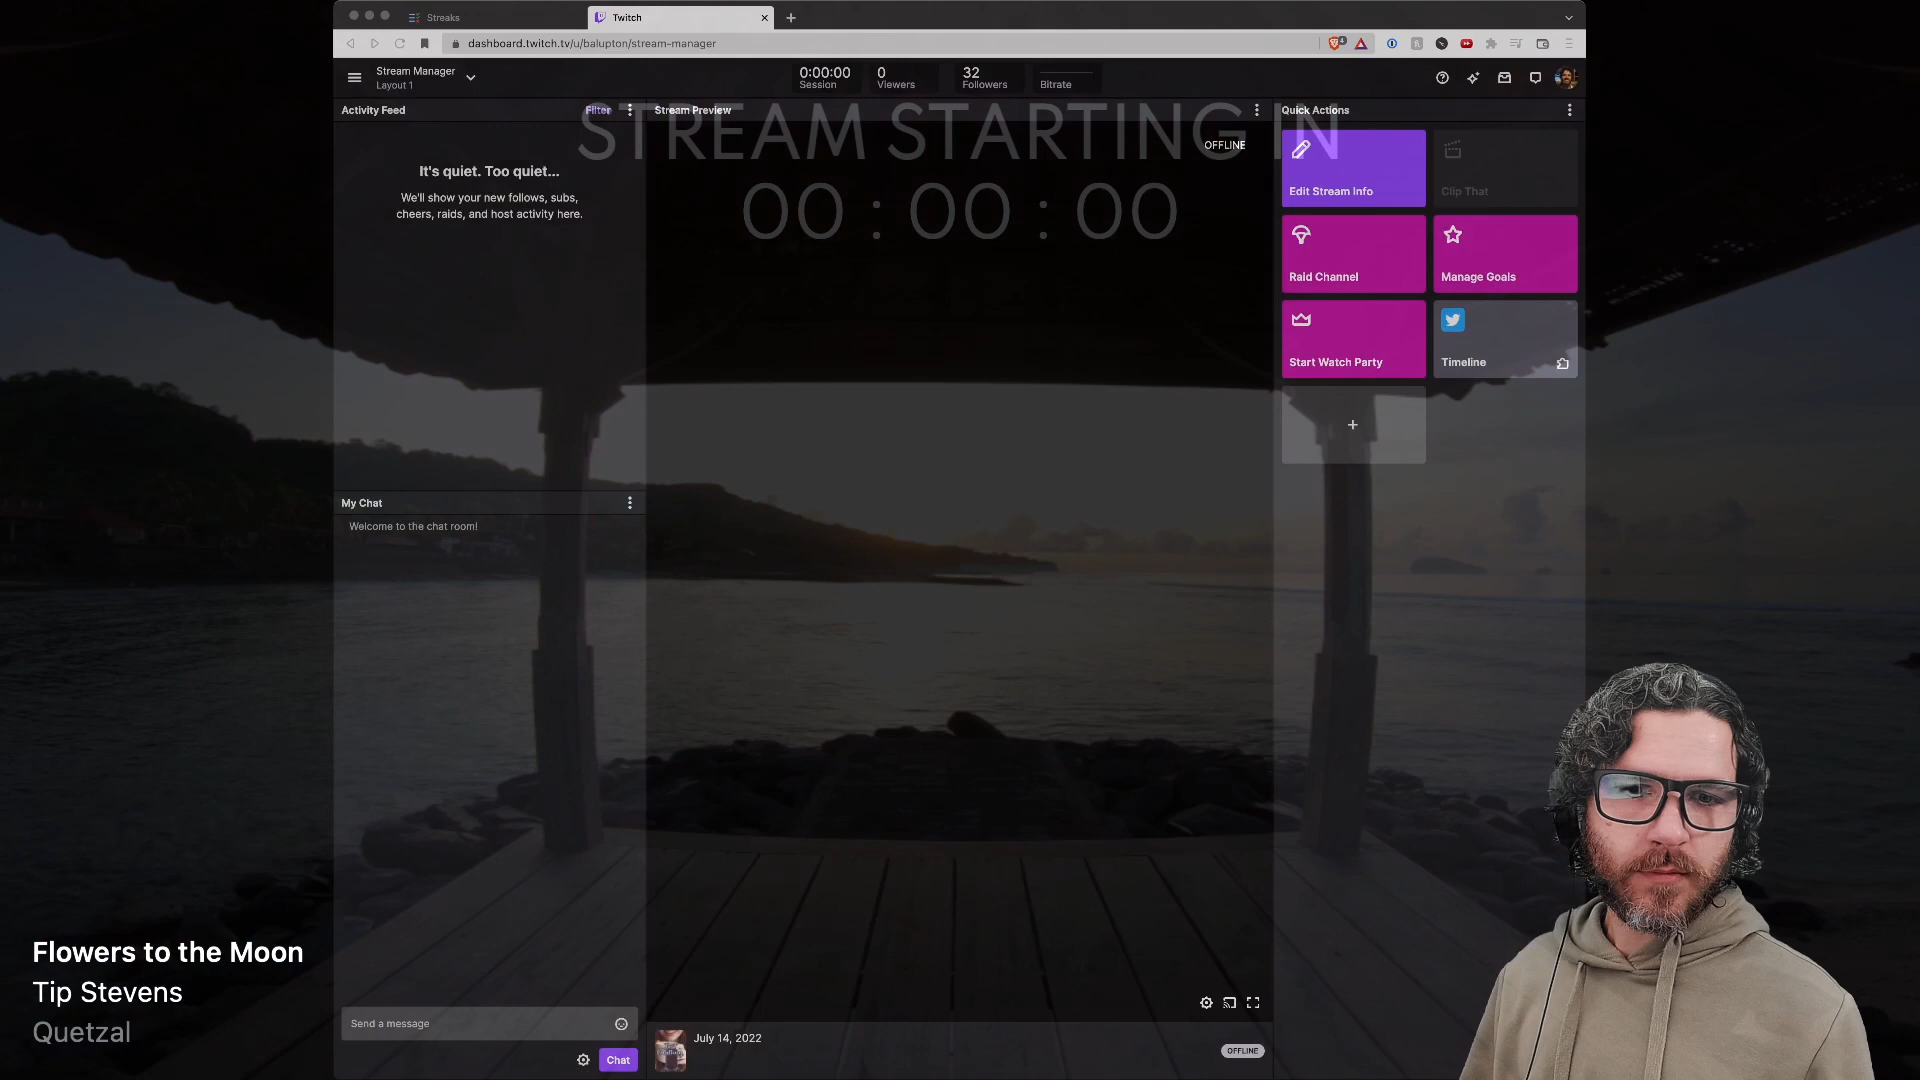 Streaks
Twitch
dashboard.twitch.tv/u/balupton/stream-manager
4
Stream Manager
Layout 1
0:00:00
Session
0
Viewers
32
Followers
Bitrate
Activity Feed
Filter
Stream Preview
Quick Actions
STREAM STARTING IN
00 : 00 : 00
OFFLINE
It's quiet. Too quiet...
We'll show your new follows, subs,
cheers, raids, and host activity here.
Edit Stream Info
Clip That
Raid Channel
Manage Goals
Start Watch Party
Timeline
+
My Chat
Welcome to the chat room!
Send a message
Chat
July 14, 2022
OFFLINE
Flowers to the Moon
Tip Stevens
Quetzal